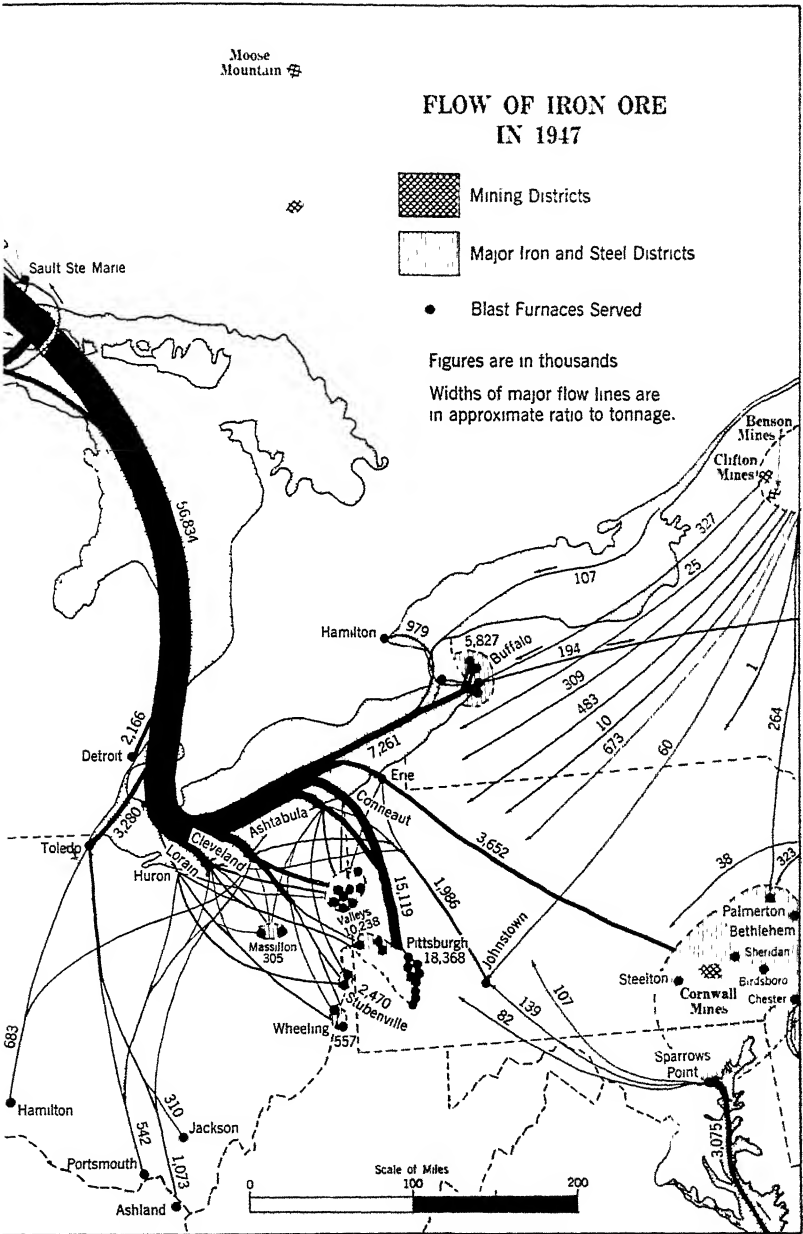 Moose
Mountain
FLOW OF IRON ORE
IN 1947
Mining Districts
Major Iron and Steel Districts
Blast Furnaces Served
Figures are in thousands
Widths of major flow lines are
in approximate ratio to tonnage.
Sault Ste Marie
Benson
Mines
Clifton
Mines
56,834
327
25
107
Hamilton
979
5,827
Buffalo
194
309
483
10
673
60
1
264
2,166
Detroit
7,261
Erie
Conneaut
Ashtabula
3,280
Toledo
Cleveland
Lorain
Huron
3,652
38
323
15,119
1,986
Valleys
10,238
Massillon
305
Pittsburgh
18,368
Johnstown
Palmerton
Bethlehem
Sheridan
Steelton
Birdsboro
Cornwall
Mines
Chester
2,470
Stubenville
Wheeling
557
139
107
82
Sparrows
Point
683
Hamilton
310
Jackson
542
1,073
Portsmouth
Ashland
3,075
Scale of Miles
0
100
200